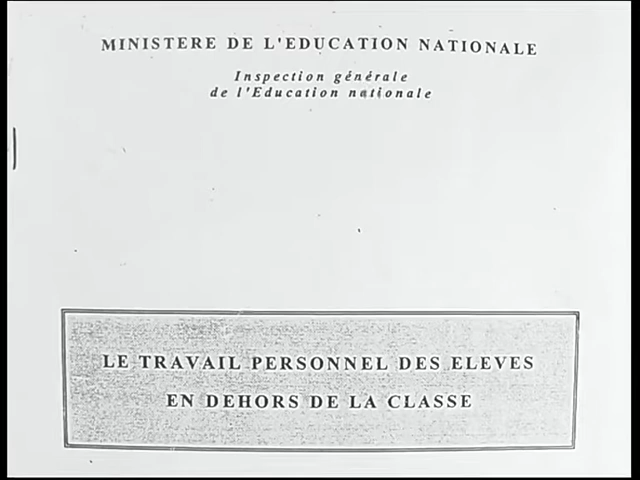 MINISTERE DE L'EDUCATION NATIONALE
Inspection générale
de l'Education nationale
LE TRAVAIL PERSONNEL DES ELEVES
EN DEHORS DE LA CLASSE